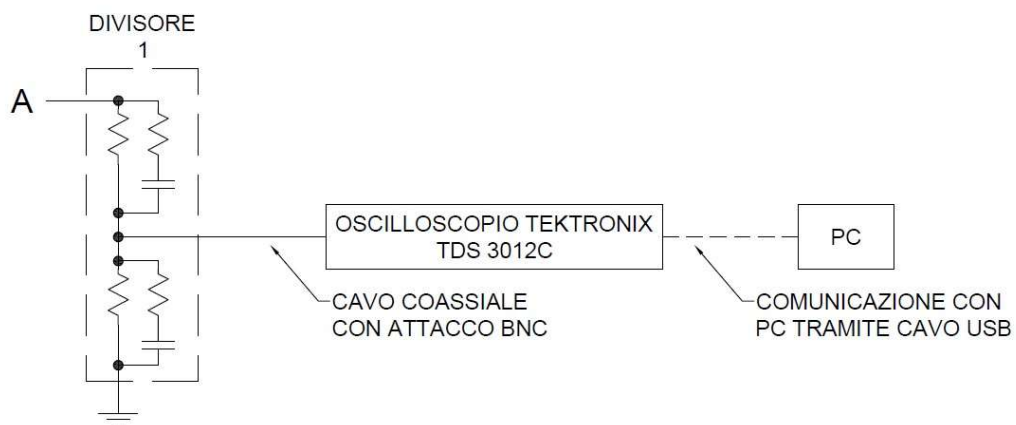 DIVISORE
1
A
OSCILLOSCOPIO TEKTRONIX
TDS 3012C
PC
CAVO COASSIALE
CON ATTACCO BNC
COMUNICAZIONE CON
PC TRAMITE CAVO USB